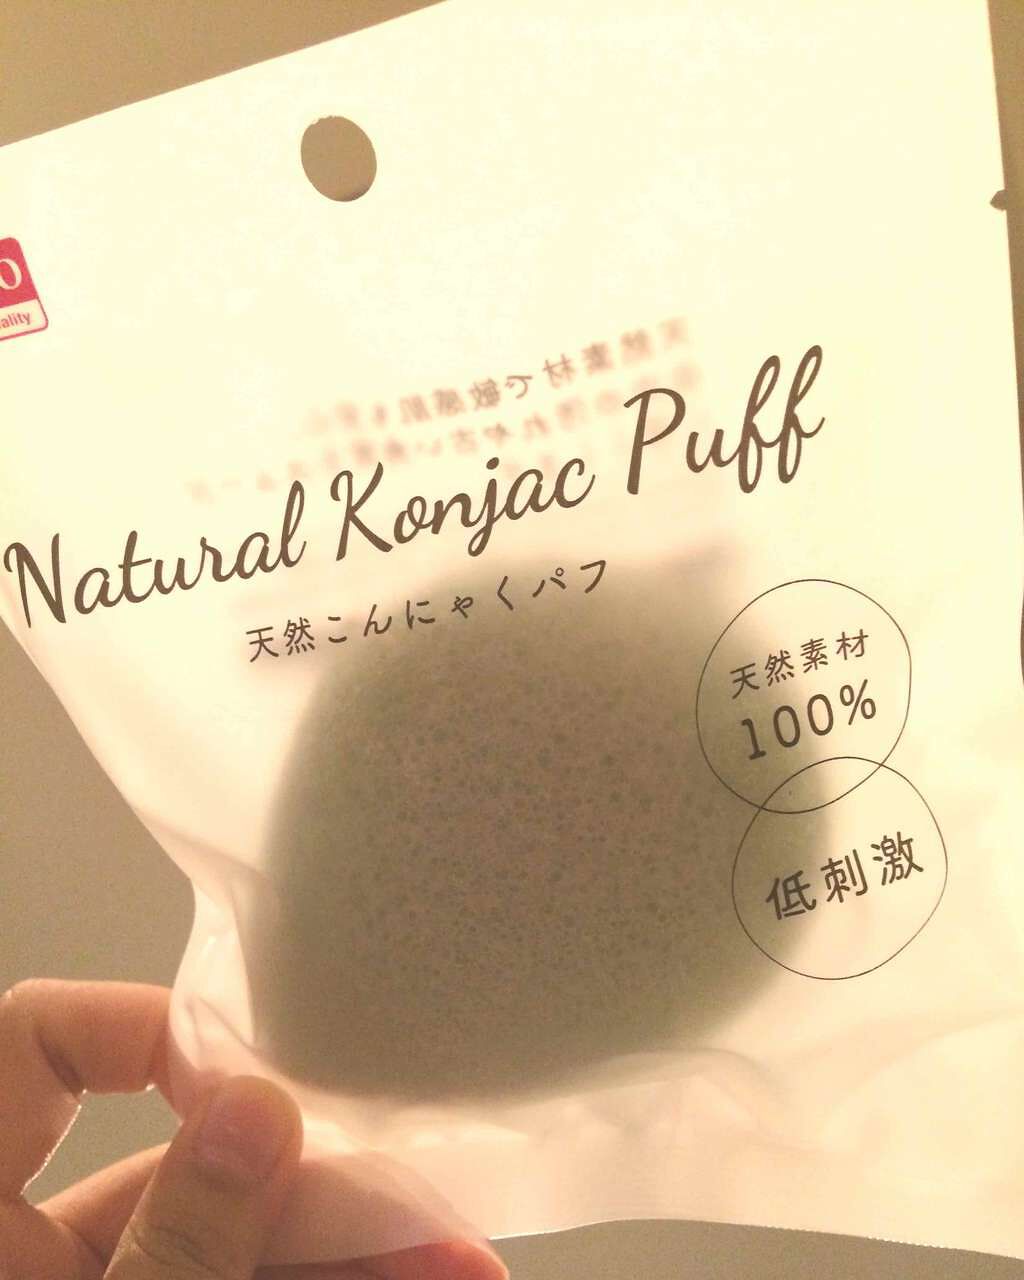 O
ality
Natural Konjac Puff
天然こんにゃくパフ
天然素材
100%
低刺激